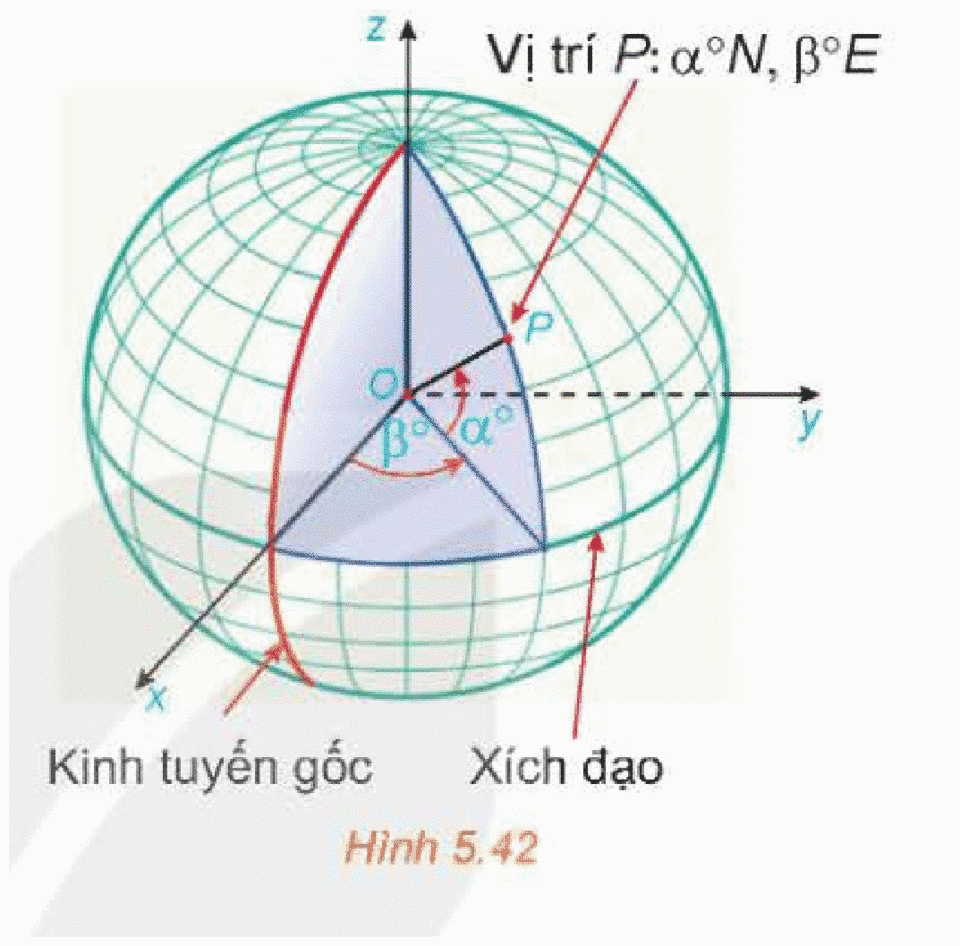 z
Vị trí P: α°N, β°E
P
O
y
β°
α°
x
Kinh tuyến gốc
Xích đạo
Hình 5.42